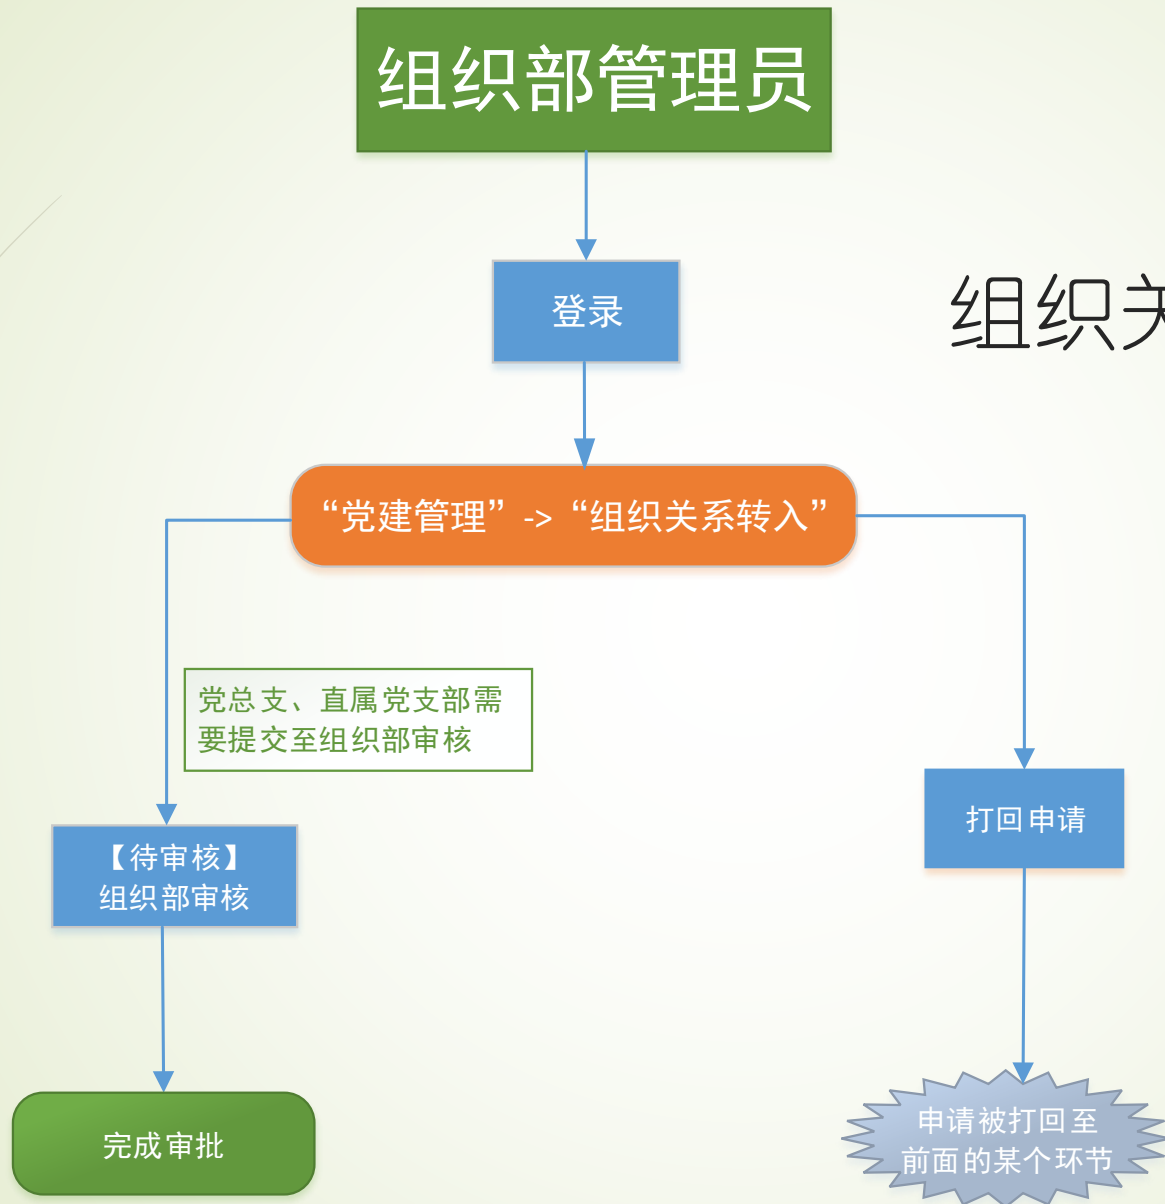 组织部管理员
登录
组织关
“党建管理” -> “组织关系转入”
党总支、直属党支部需
要提交至组织部审核
打回申请
【待审核】
组织部审核
完成审批
申请被打回至
前面的某个环节